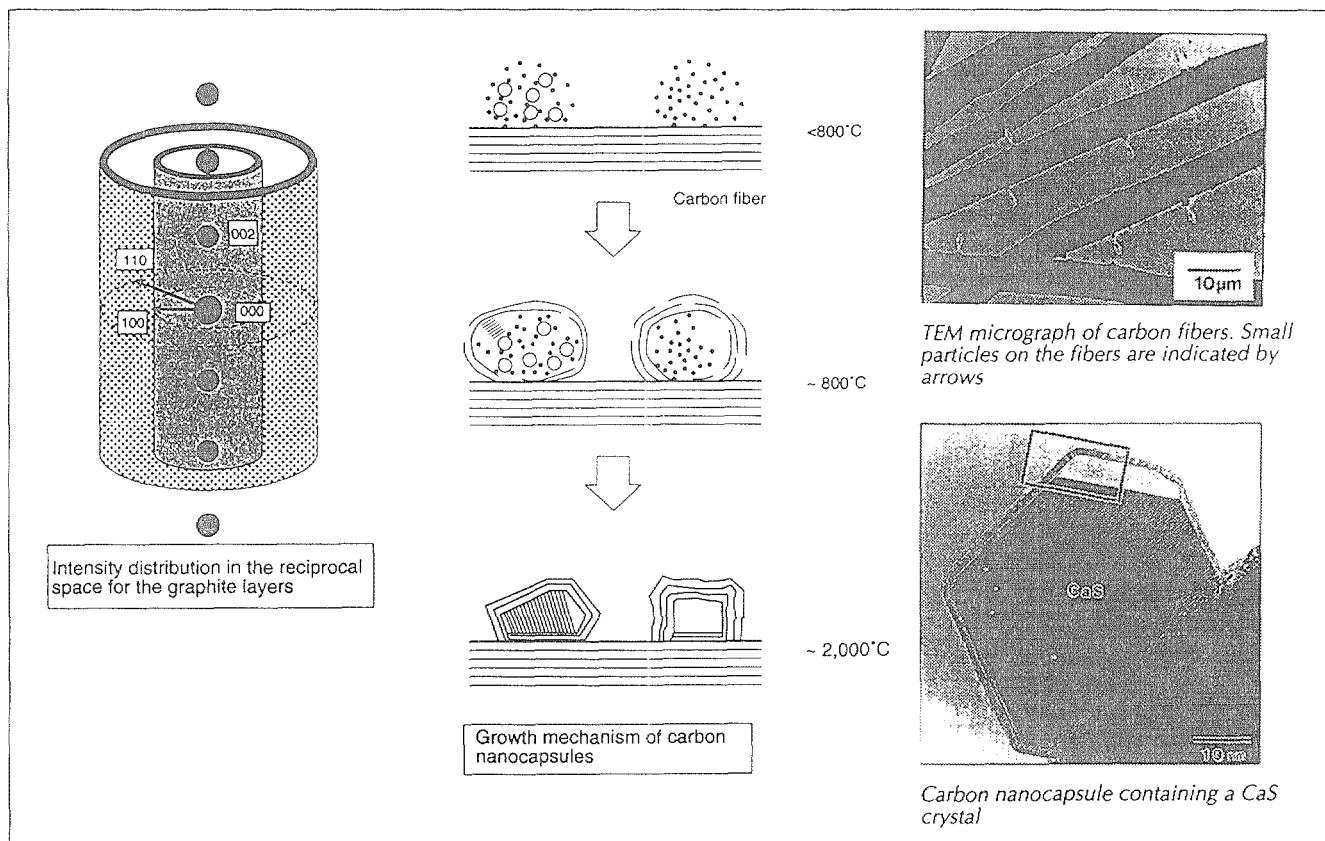 002
110
100
000
Intensity distribution in the reciprocal
space for the graphite layers
<800°C
Carbon fiber
~ 800°C
~ 2,000°C
Growth mechanism of carbon
nanocapsules
10µm
TEM micrograph of carbon fibers. Small
particles on the fibers are indicated by
arrows
CaS
10nm
Carbon nanocapsule containing a CaS
crystal